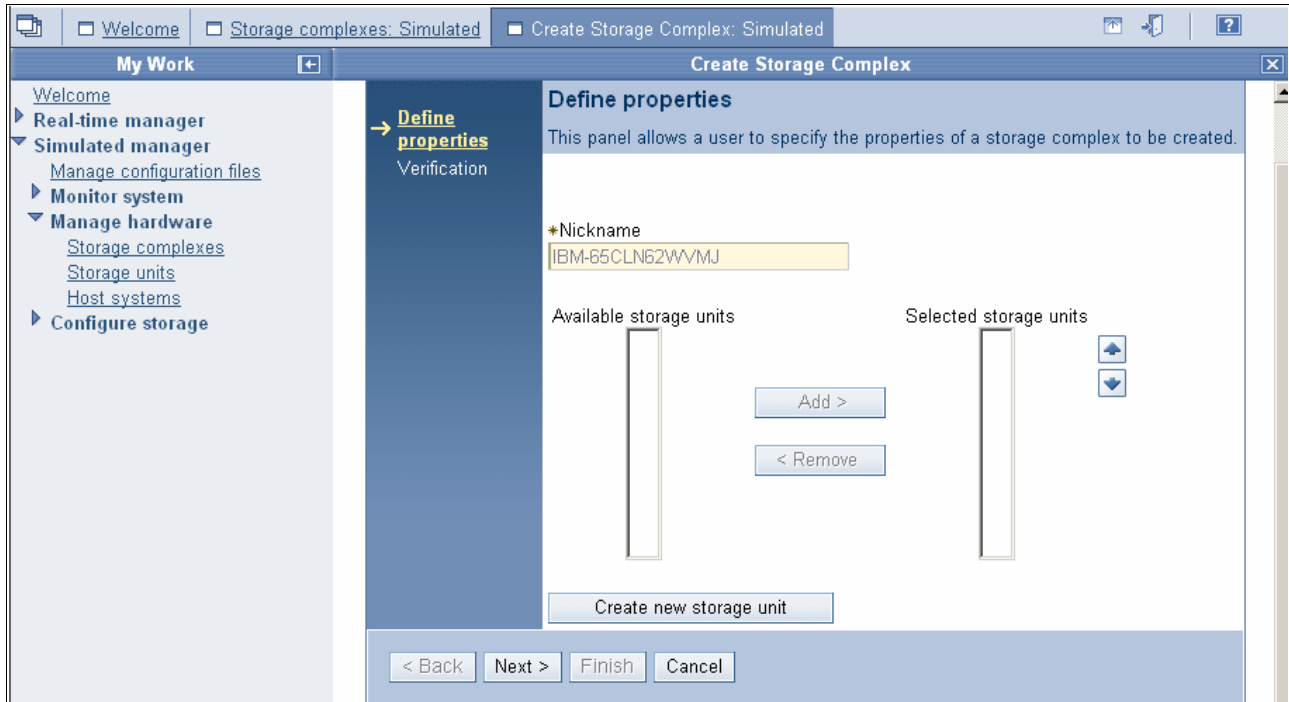 Welcome
Storage complexes: Simulated
Create Storage Complex: Simulated
?
My Work
Create Storage Complex
Welcome
Real-time manager
Simulated manager
Manage configuration files
Monitor system
Manage hardware
Storage complexes
Storage units
Host systems
Configure storage
Define properties
Verification
Define properties
This panel allows a user to specify the properties of a storage complex to be created.
*Nickname
IBM-65CLN62WVMJ
Available storage units
Selected storage units
Add >
< Remove
Create new storage unit
< Back
Next >
Finish
Cancel